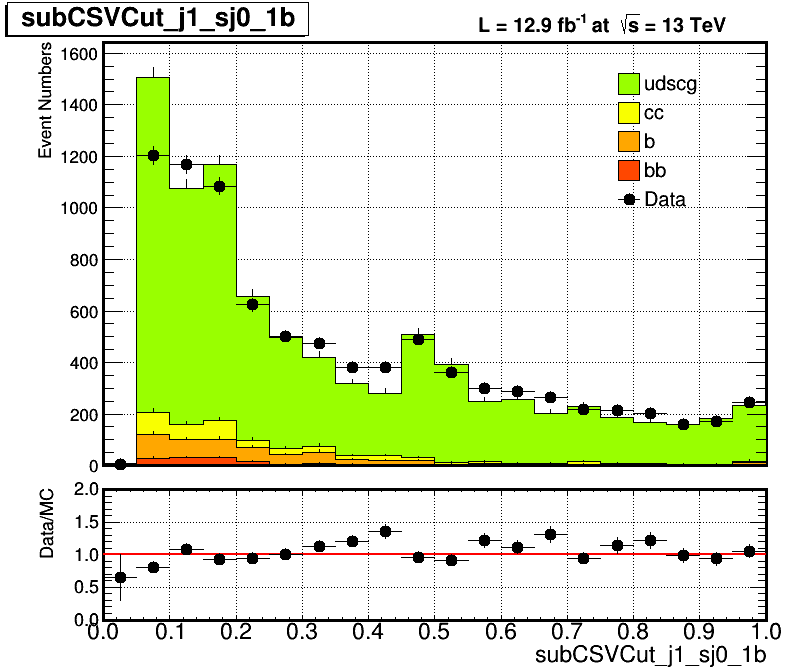 subCSVCut_j1_sj0_1b
L = 12.9 fb-1 at √s = 13 TeV
Event Numbers
1600
1400
1200
1000
800
600
400
200
0
udscg
cc
b
bb
Data
Data/MC
2.0
1.5
1.0
0.5
0.0
0.0 0.1 0.2 0.3 0.4 0.5 0.6 0.7 0.8 0.9 1.0
subCSVCut_j1_sj0_1b